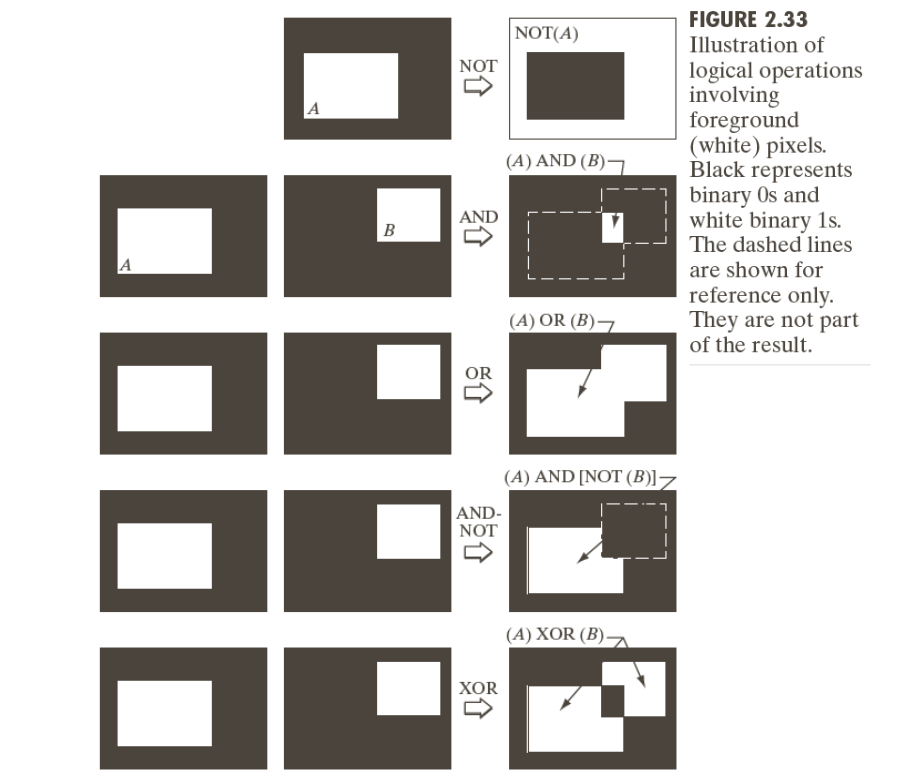 FIGURE 2.33
Illustration of
logical operations
involving
foreground
(white) pixels.
Black represents
binary 0s and
white binary 1s.
The dashed lines
are shown for
reference only.
They are not part
of the result.
A
NOT
NOT(A)
A
B
AND
(A) AND (B)
OR
(A) OR (B)
AND-
NOT
(A) AND [NOT (B)]
XOR
(A) XOR (B)